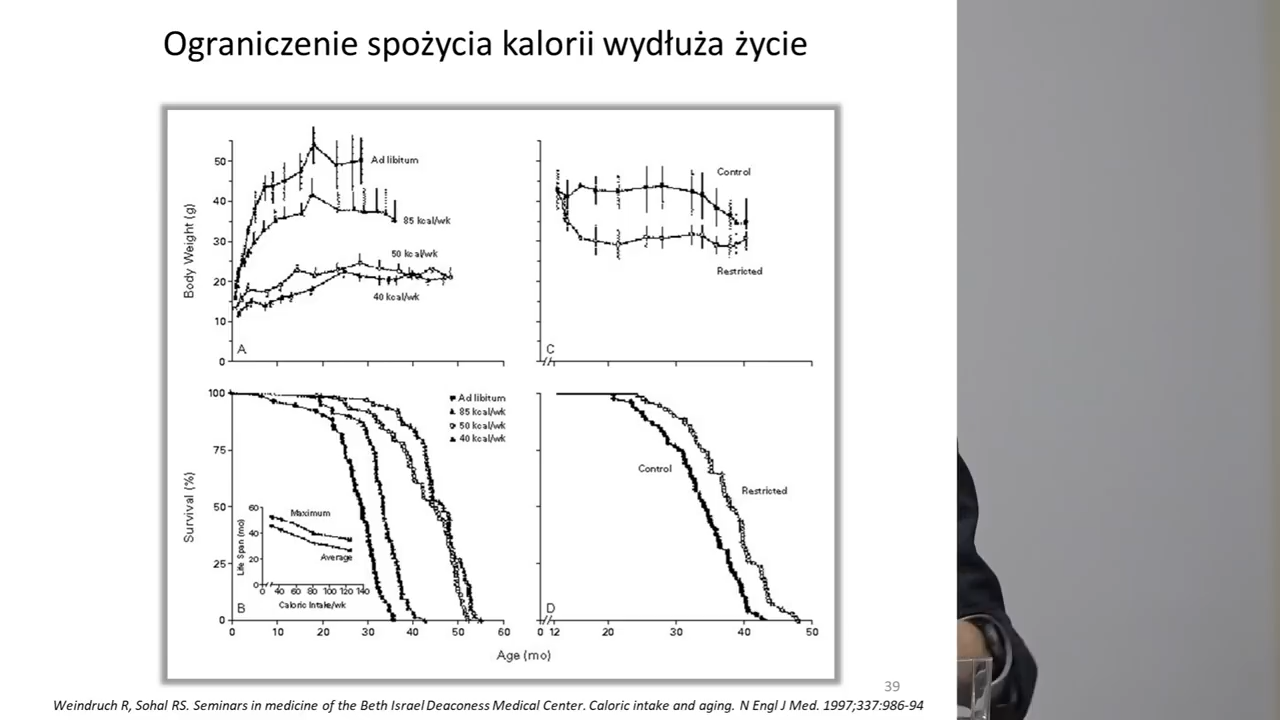 Ograniczenie spożycia kalorii wydłuża życie
50
40
30
20
10
0
Body Weight (g)
Ad libitum
85 kcal/wk
50 kcal/wk
40 kcal/wk
A
Control
Restricted
C
100
75
50
25
0
Survival (%)
Ad libitum
85 kcal/wk
50 kcal/wk
40 kcal/wk
60
40
20
0
Life Span (mo)
Maximum
Average
0 40 60 80 100 120 140
Caloric Intake/wk
B
0 10 20 30 40 50 60
Control
Restricted
D
0 12 20 30 40 50
Age (mo)
39
Weindruch R, Sohal RS. Seminars in medicine of the Beth Israel Deaconess Medical Center. Caloric intake and aging. N Engl J Med. 1997;337:986-94